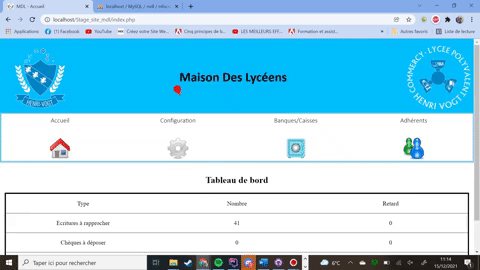 MDL - Accueil
localhost / MySQL / mdl / 
localhost/Stage_site_mdl/index.php
Applications (1) Facebook YouTube Créez votre Site We... Cinq principes de b... LES MEILLEURS EFF... Formation et assist... » Autres favoris Liste de lecture
HENRI-VOGT
Maison Des Lycéens
COMMERCY - LYCEE POLYVALENT HENRI VOGT
Accueil Configuration Banques/Caisses Adhérents
Tableau de bord
Type Nombre Retard
Ecritures à rapprocher 41 0
Chèques à déposer 0 0
Taper ici pour rechercher
6°C
11:14
15/12/2021